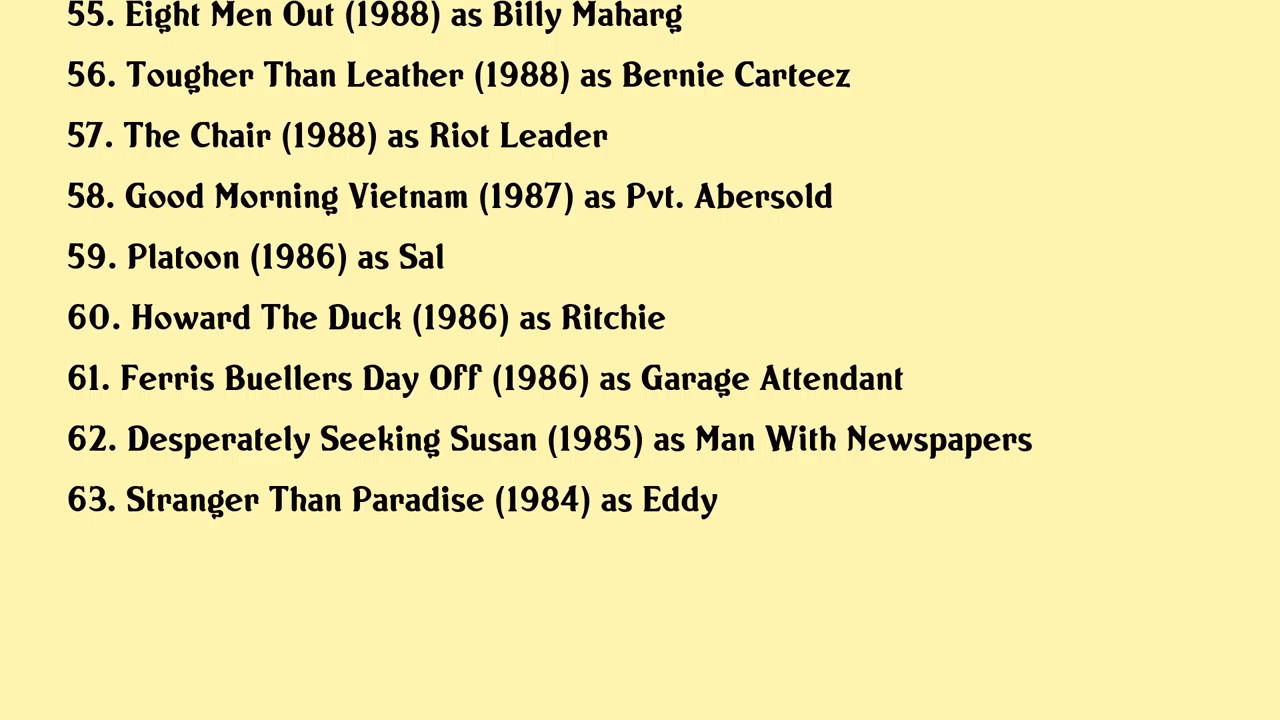 55. Eight Men Out (1988) as Billy Maharg
56. Tougher Than Leather (1988) as Bernie Carteez
57. The Chair (1988) as Riot Leader
58. Good Morning Vietnam (1987) as Pvt. Abersold
59. Platoon (1986) as Sal
60. Howard The Duck (1986) as Ritchie
61. Ferris Buellers Day Off (1986) as Garage Attendant
62. Desperately Seeking Susan (1985) as Man With Newspapers
63. Stranger Than Paradise (1984) as Eddy